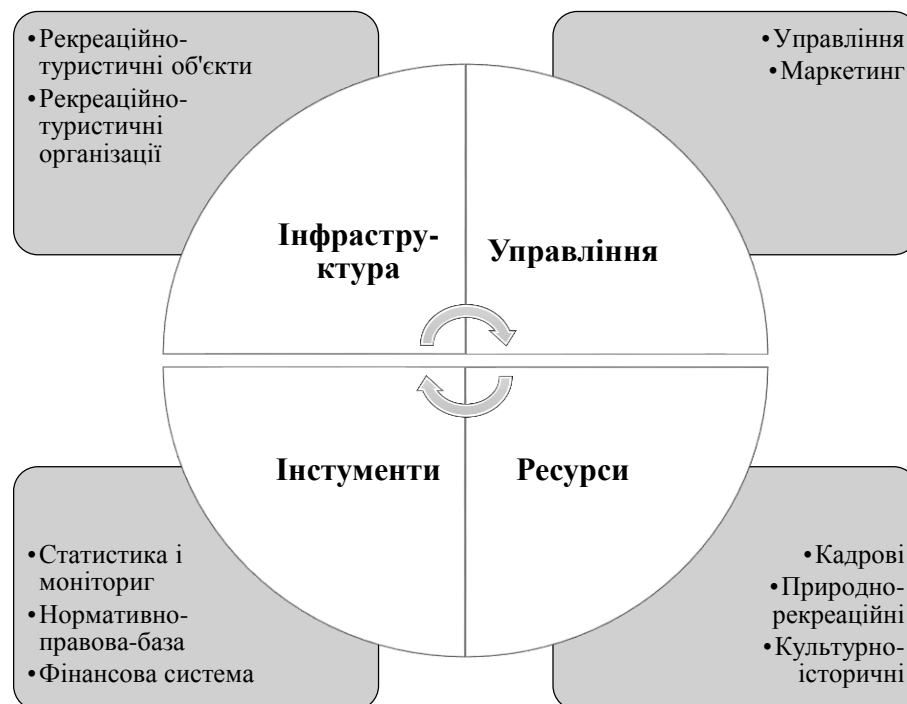 •Рекреаційно-
туристичні об'єкти
•Рекреаційно-
туристичні
організації
•Управління
•Маркетинг
Інфрастру-
ктура
Управління
Інстументи
Ресурси
•Статистика і
моніториг
•Нормативно-
правова-база
•Фінансова система
•Кадрові
•Природно-
рекреаційні
•Культурно-
історичні